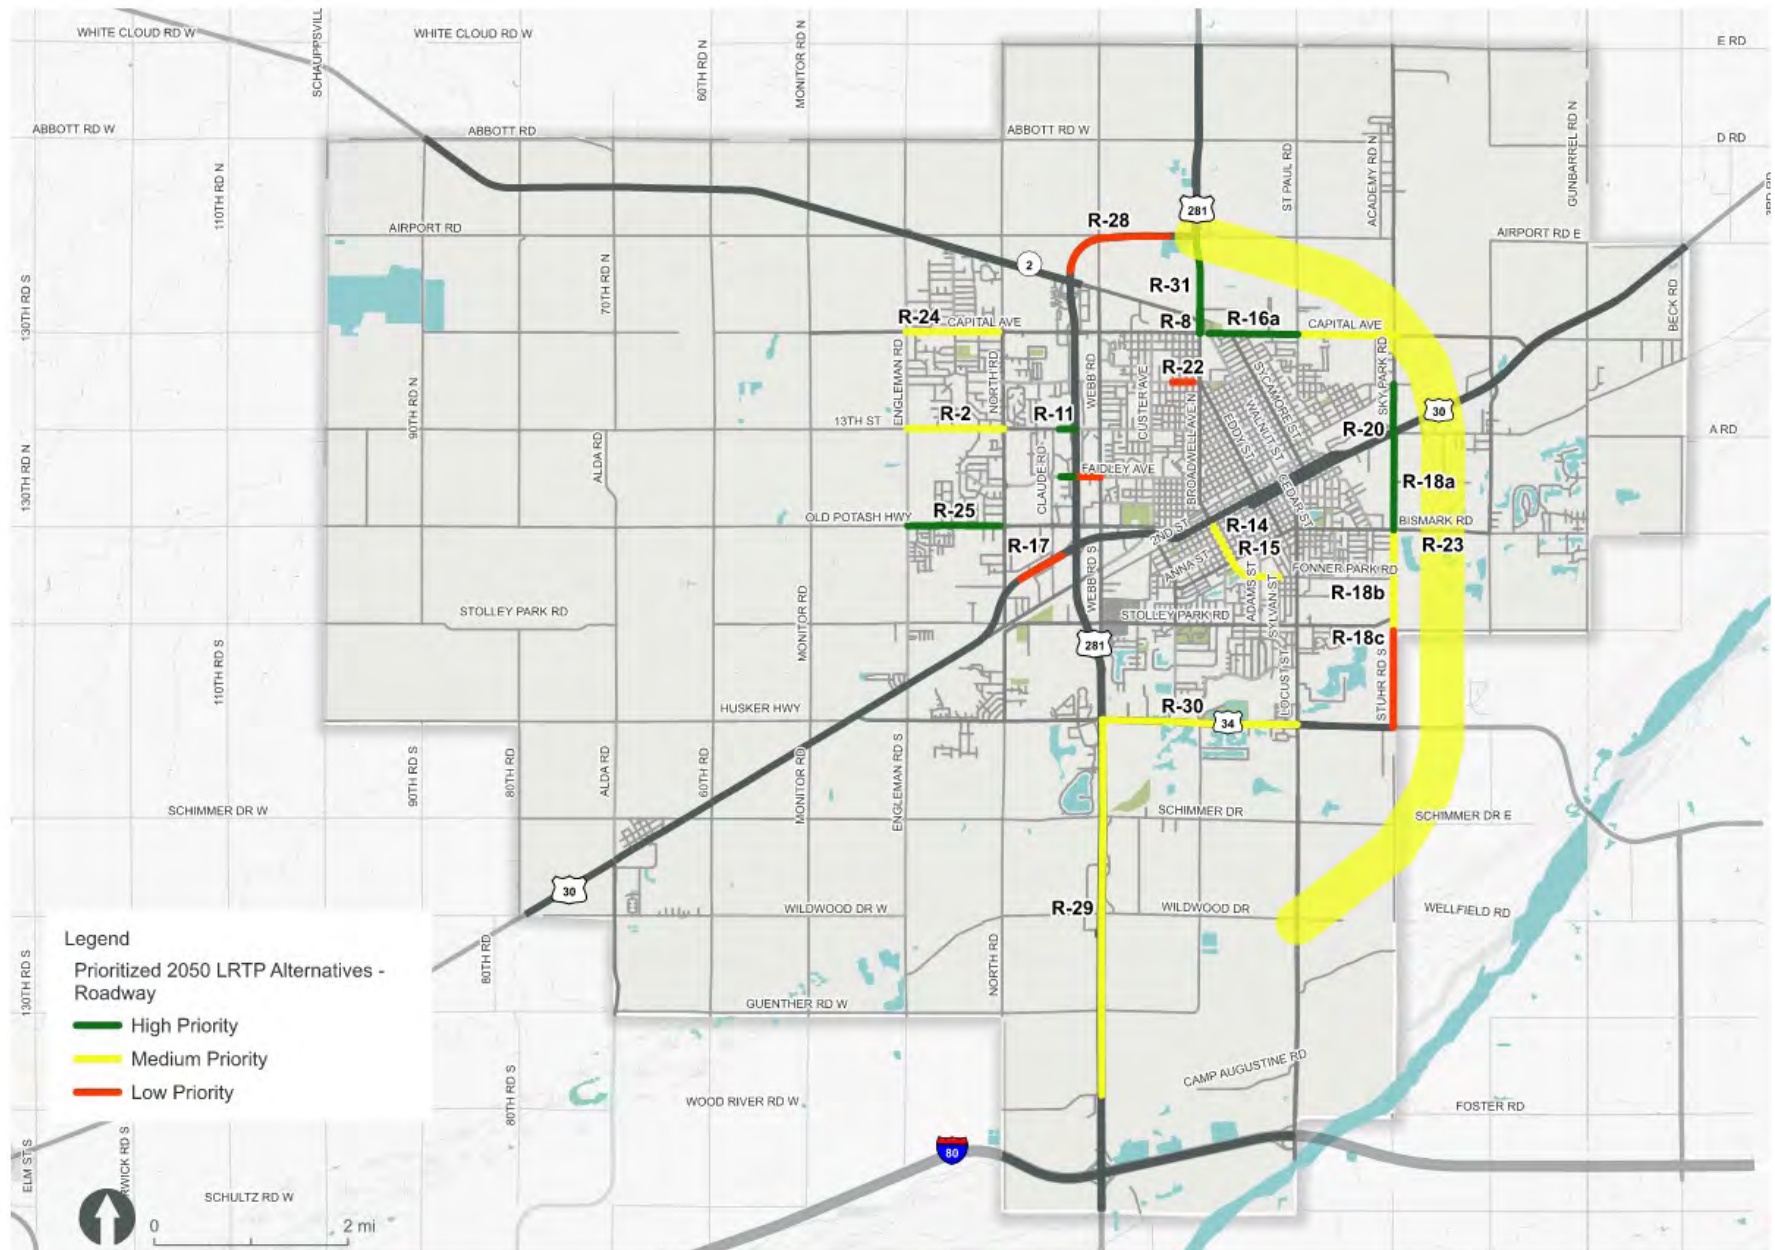 WHITE CLOUD RD W
SCHAUPPSVILL
WHITE CLOUD RD W
60TH RD N
MONITOR RD N
E RD
ABBOTT RD W
ABBOTT RD
ABBOTT RD W
D RD
110TH RD N
ST PAUL RD
ACADEMY RD N
GUNBARREL RD N
3RD RD
281
R-28
AIRPORT RD
AIRPORT RD E
2
70TH RD N
130TH RD S
R-31
BECK RD
R-24
CAPITAL AVE
R-8
R-16a
CAPITAL AVE
ENGLEMAN RD
NORTH RD
WEBB RD
CUSTER AVE
R-22
SYCAMORE ST
SKY PARK RD
90TH RD N
13TH ST
R-2
R-11
BROADWELL AVE N
EDDY ST
WALNUT ST
30
R-20
A RD
130TH RD N
ALDA RD
CLAUDE RD
FAIDLEY AVE
CEDAR ST
R-18a
OLD POTASH HWY
R-25
2ND ST
R-14
BISMARK RD
R-17
R-15
R-23
WEBB RD S
ANNA ST
ADAMS ST
SYLVAN ST
FONNER PARK RD
R-18b
STOLLEY PARK RD
MONITOR RD
STOLLEY PARK RD
110TH RD S
281
R-18c
LOCUST ST
STUHR RD S
HUSKER HWY
R-30
34
90TH RD S
80TH RD
ALDA RD
60TH RD
MONITOR RD
ENGLEMAN RD S
SCHIMMER DR W
SCHIMMER DR
SCHIMMER DR E
30
WILDWOOD DR W
R-29
WILDWOOD DR
WELLFIELD RD
Legend
Prioritized 2050 LRTP Alternatives -
Roadway
High Priority
Medium Priority
Low Priority
80TH RD
NORTH RD
130TH RD S
GUENTHER RD W
CAMP AUGUSTINE RD
80TH RD S
WOOD RIVER RD W
FOSTER RD
80
ELM ST S
RWICK RD S
SCHULTZ RD W
0
2 mi